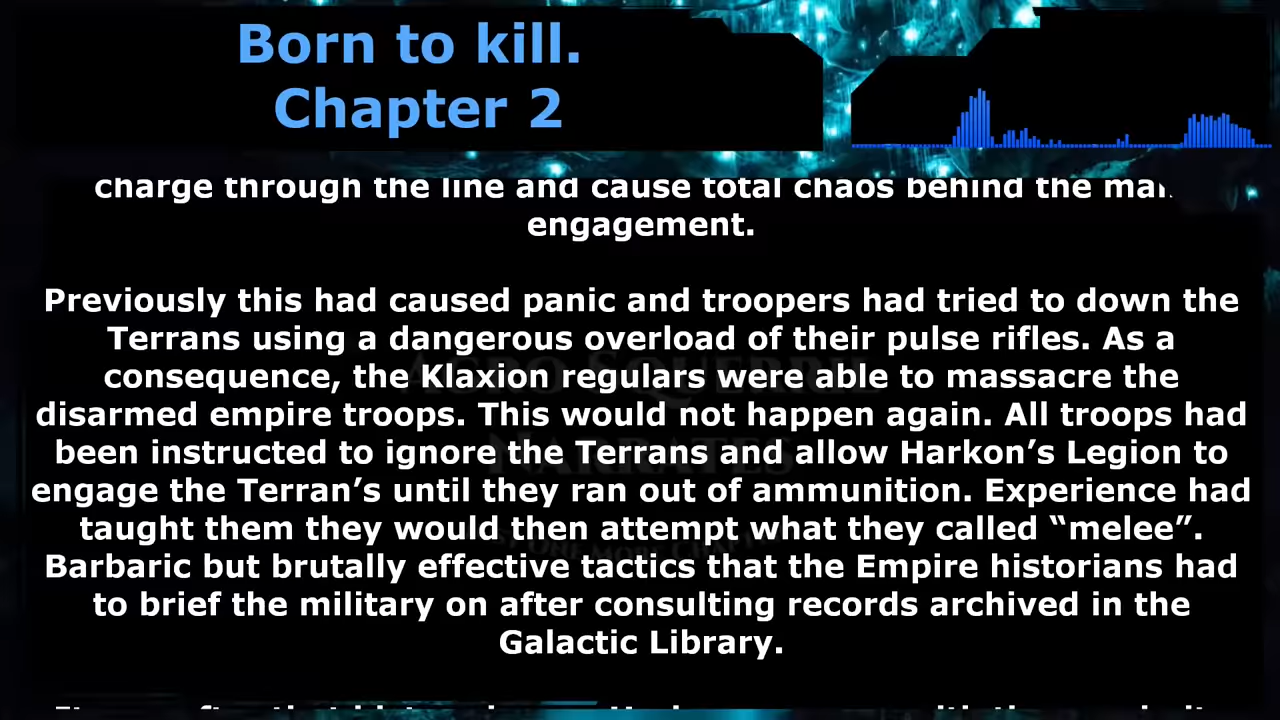 Born to kill.
Chapter 2
charge through the line and cause total chaos behind the main
engagement.
Previously this had caused panic and troopers had tried to down the
Terrans using a dangerous overload of their pulse rifles. As a
consequence, the Klaxion regulars were able to massacre the
disarmed empire troops. This would not happen again. All troops had
been instructed to ignore the Terrans and allow Harkon’s Legion to
engage the Terran’s until they ran out of ammunition. Experience had
taught them they would then attempt what they called “melee”.
Barbaric but brutally effective tactics that the Empire historians had
to brief the military on after consulting records archived in the
Galactic Library.